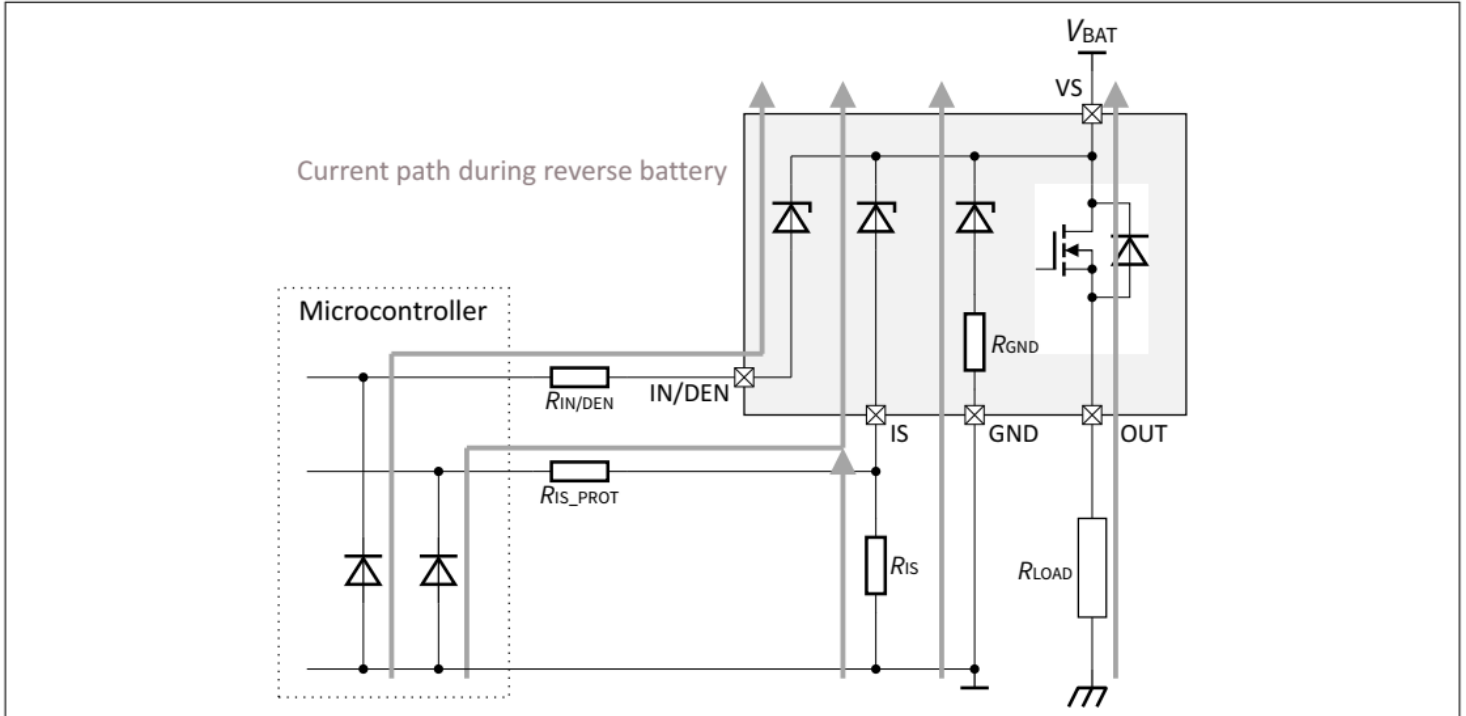 VBAT
VS
Current path during reverse battery
Microcontroller
RGND
RIN/DEN
IN/DEN
IS
GND
OUT
RIS_PROT
RIS
RLOAD